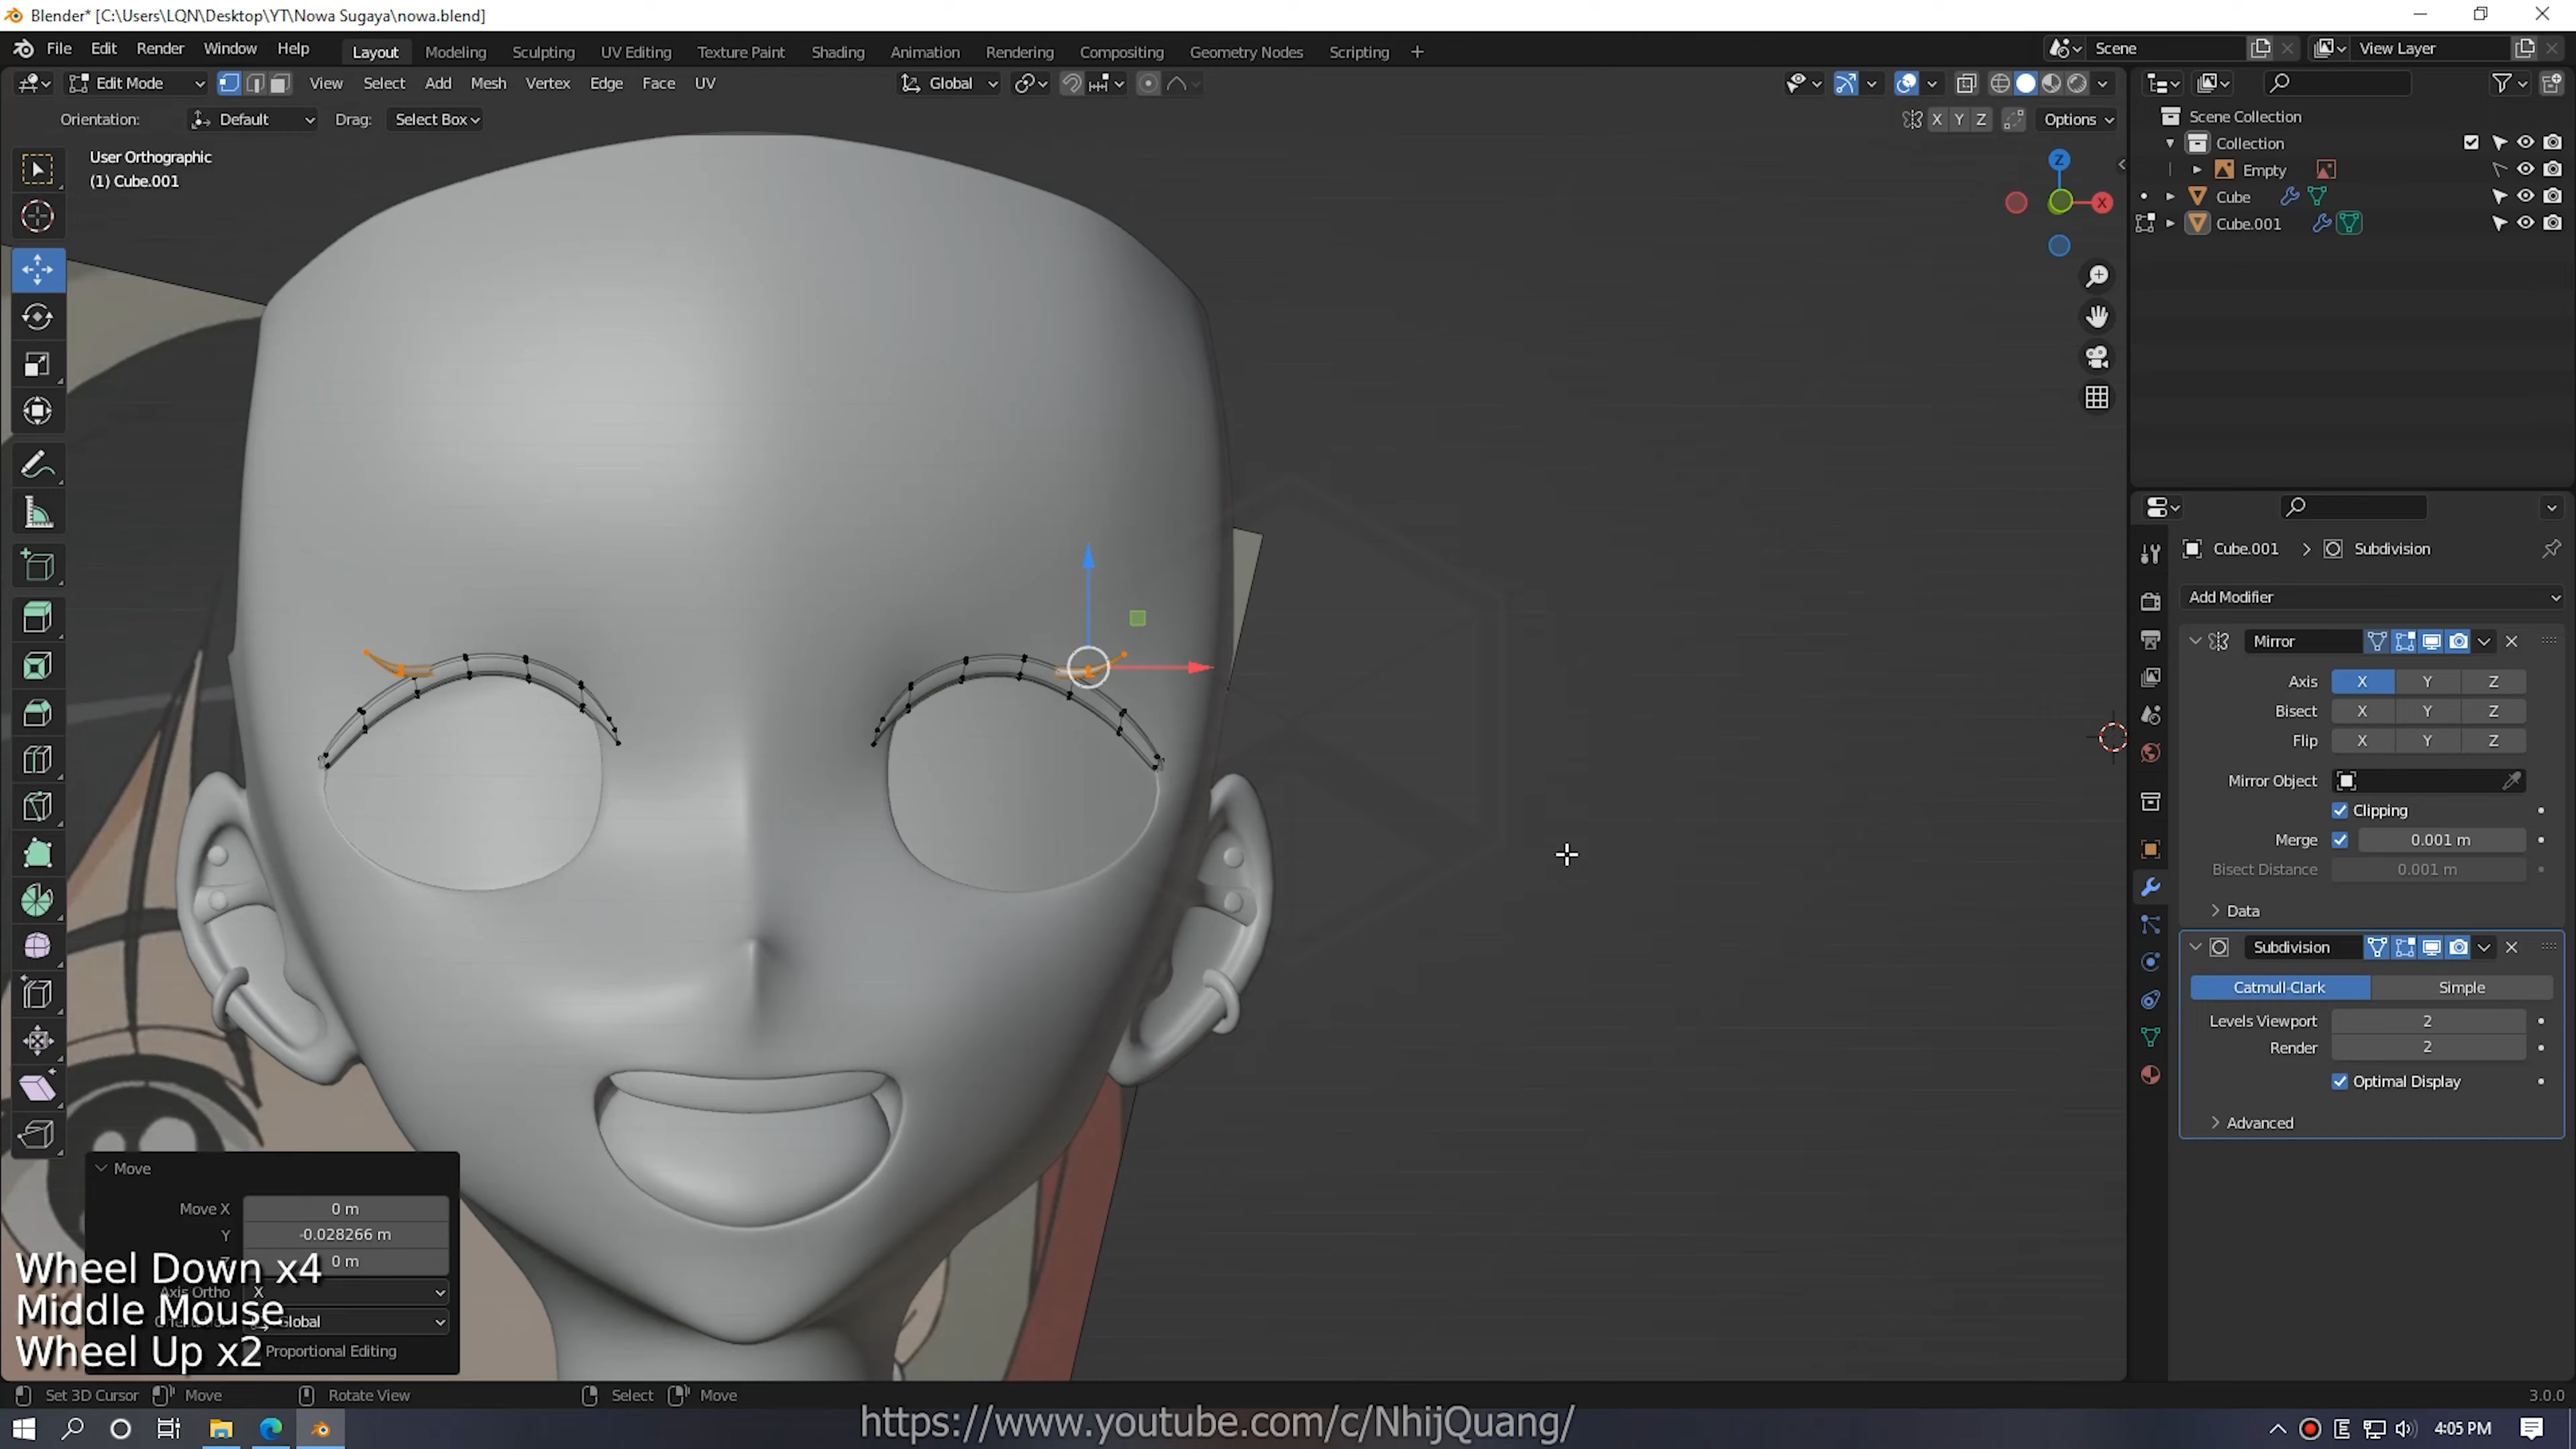 Blender* [C:\Users\LQN\Desktop\YT\Nowa Sugaya\nowa.blend]
File Edit Render Window Help
Layout Modeling Sculpting UV Editing Texture Paint Shading Animation Rendering Compositing Geometry Nodes Scripting +
Scene
View Layer
Edit Mode View Select Add Mesh Vertex Edge Face UV
Global
Orientation: Default Drag: Select Box
X Y Z Options
User Orthographic
(1) Cube.001
Z
X
Scene Collection
Collection
Empty
Cube
Cube.001
Cube.001 > Subdivision
Add Modifier
Mirror
Axis X Y Z
Bisect X Y Z
Flip X Y Z
Mirror Object
Clipping
Merge 0.001 m
Bisect Distance 0.001 m
Data
Subdivision
Catmull-Clark Simple
Levels Viewport 2
Render 2
Optimal Display
Advanced
Move
Move X 0 m
Y -0.028266 m
0 m
Axis Ortho X
Global
Proportional Editing
Wheel Down x4
Middle Mouse
Wheel Up x2
Set 3D Cursor Move Rotate View Select Move
3.0.0
https://www.youtube.com/c/NhijQuang/
4:05 PM